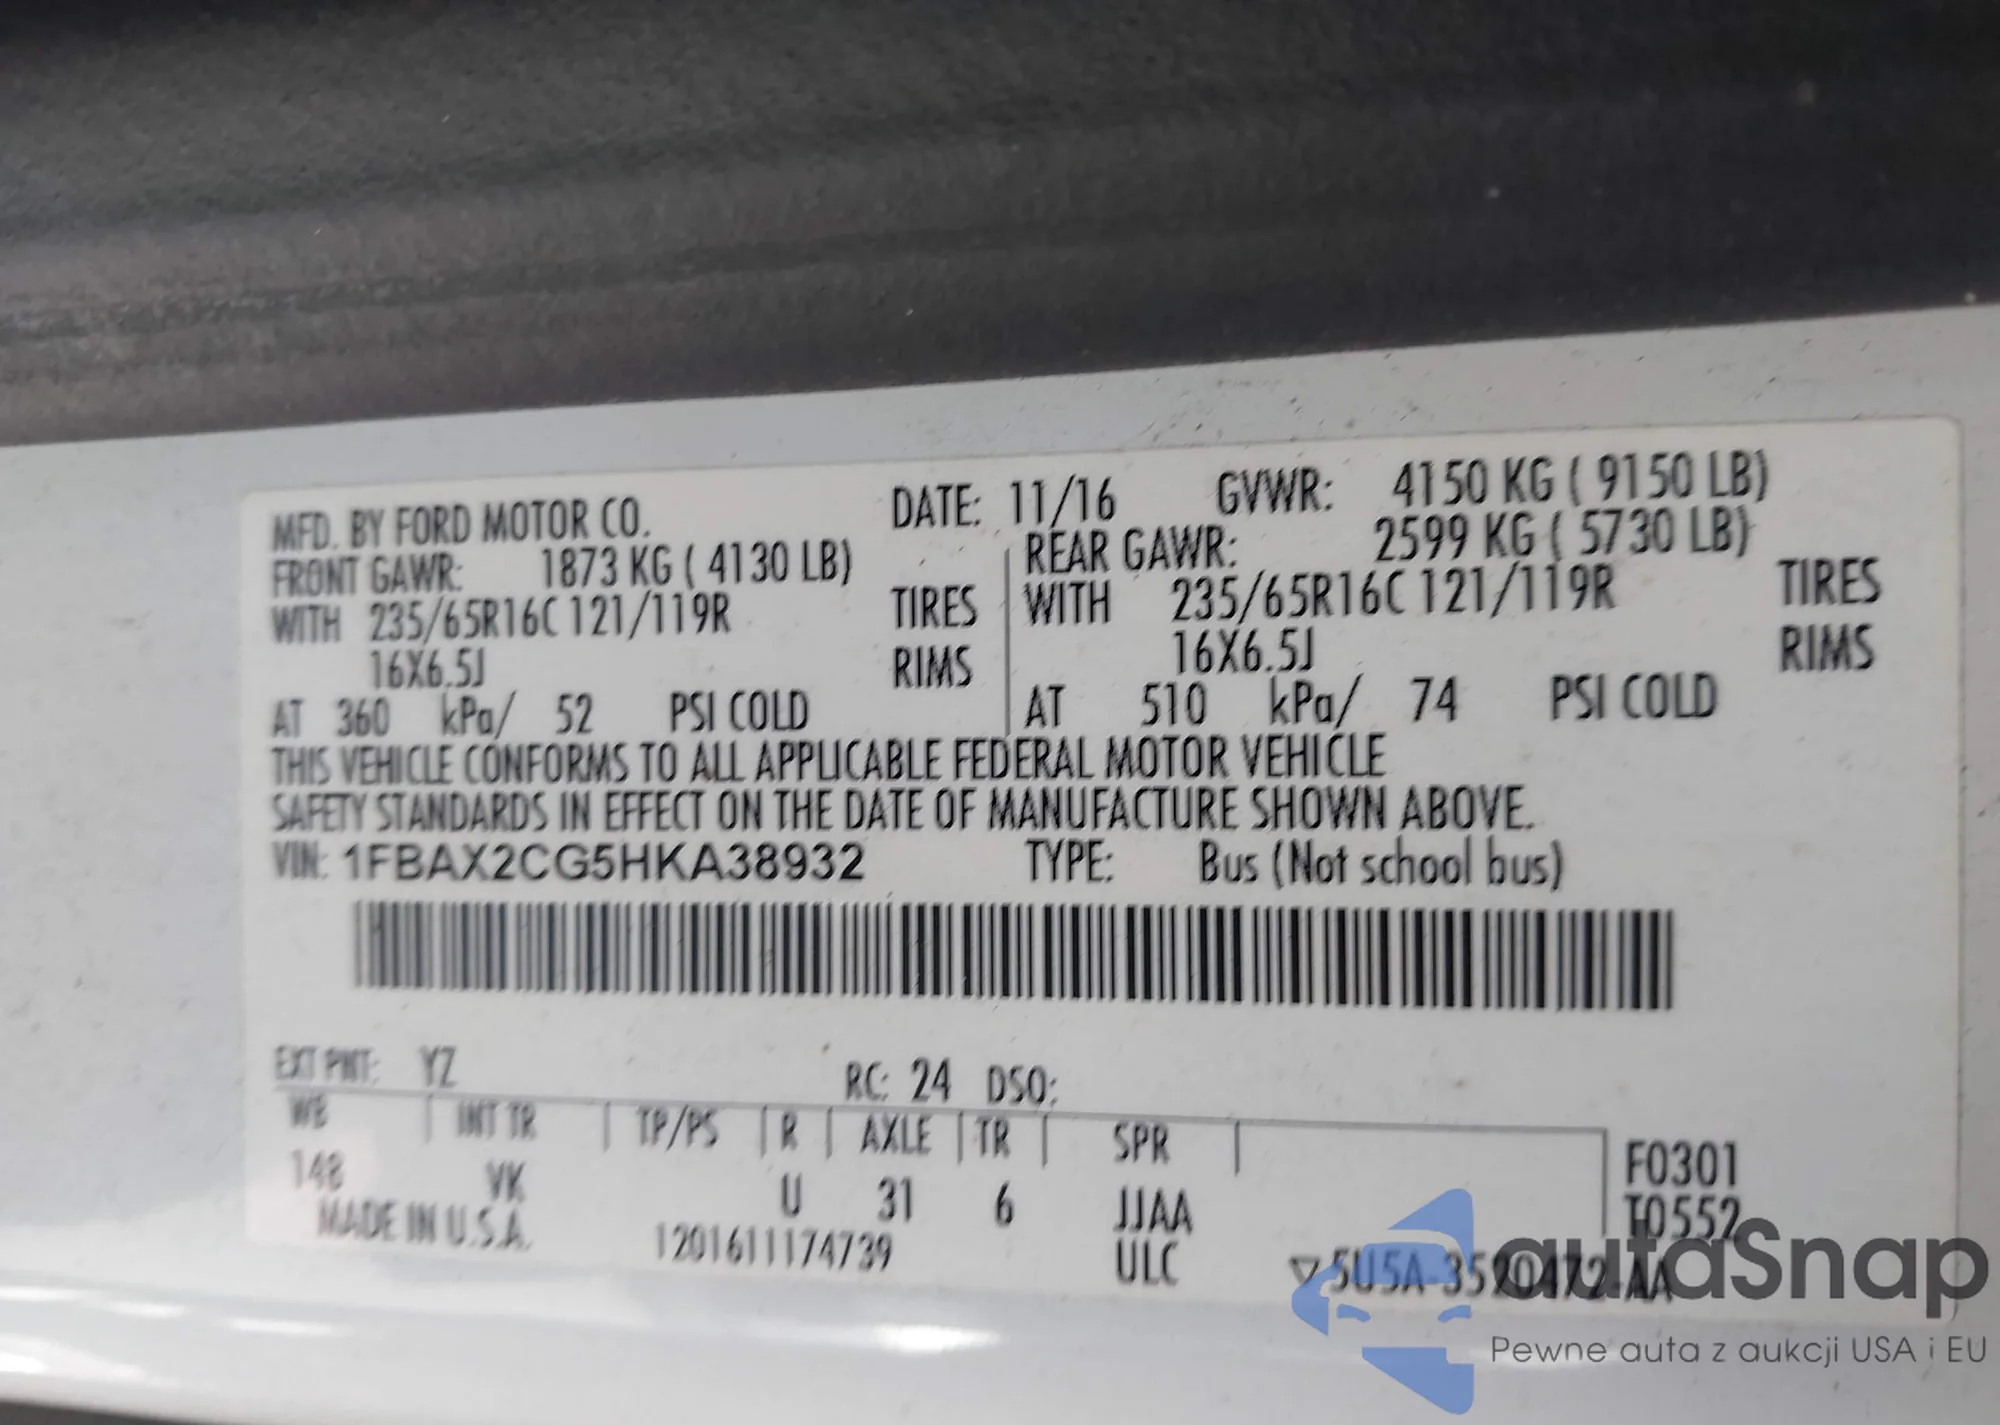 MFD. BY FORD MOTOR CO. DATE: 11/16 GVWR: 4150 KG ( 9150 LB)
FRONT GAWR: 1873 KG ( 4130 LB) REAR GAWR: 2599 KG ( 5730 LB)
WITH 235/65R16C 121/119R TIRES WITH 235/65R16C 121/119R TIRES
16X6.5J RIMS 16X6.5J RIMS
AT 360 kPa/ 52 PSI COLD AT 510 kPa/ 74 PSI COLD
THIS VEHICLE CONFORMS TO ALL APPLICABLE FEDERAL MOTOR VEHICLE
SAFETY STANDARDS IN EFFECT ON THE DATE OF MANUFACTURE SHOWN ABOVE.
VIN: 1FBAX2CG5HKA38932 TYPE: Bus (Not school bus)
EXT PNT: YZ RC: 24 DSO:
WB INT TR TP/PS R AXLE TR SPR
148 VK U 31 6 JJAA
F0301
T0552
MADE IN U.S.A. 1201611174739 ULC
▽5U5A-3520472-AA
autaSnap
Pewne auta z aukcji USA i EU